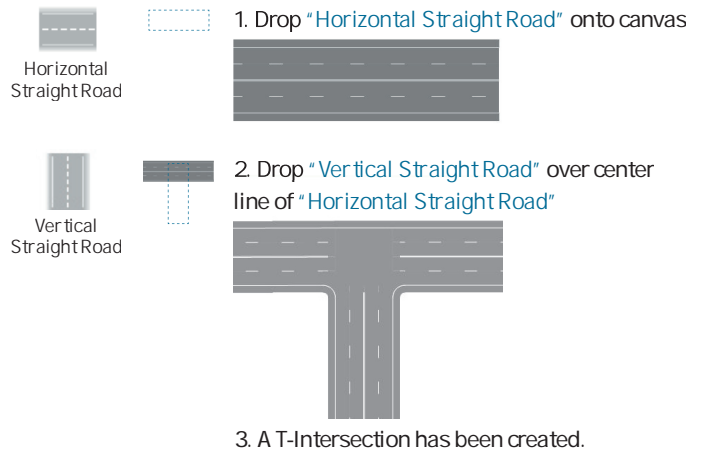 1. Drop "Horizontal Straight Road" onto canvas
Horizontal
Straight Road
2. Drop "Vertical Straight Road" over center
line of "Horizontal Straight Road"
Vertical
Straight Road
3. A T-Intersection has been created.